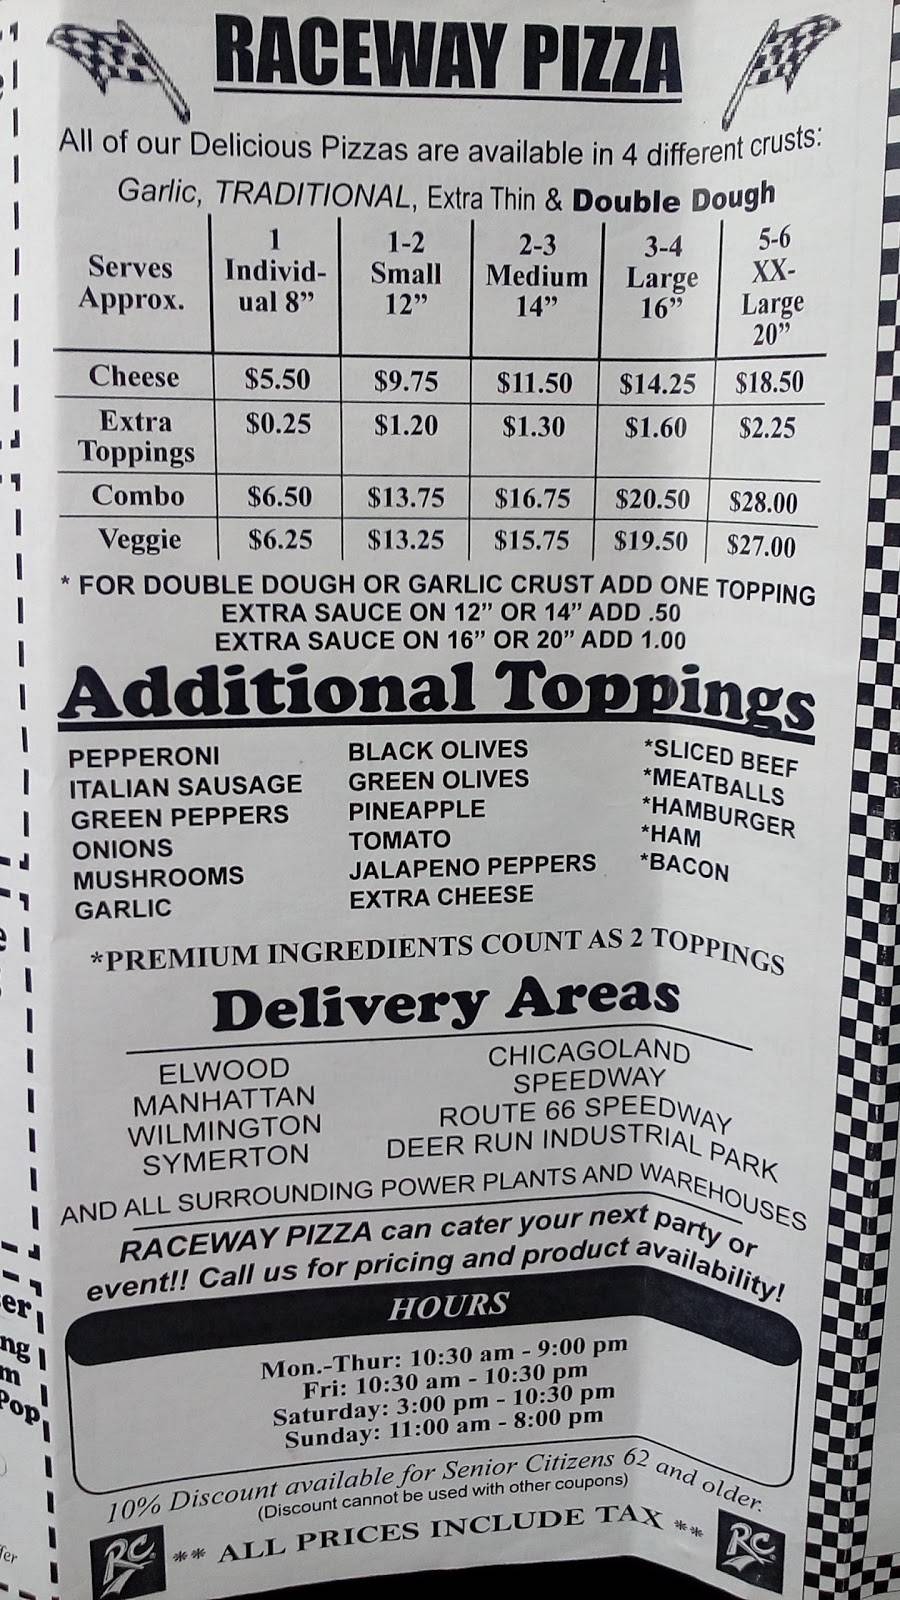 RACEWAY PIZZA
All of our Delicious Pizzas are available in 4 different crusts:
Garlic, TRADITIONAL, Extra Thin & Double Dough
Serves Approx. 1 Individ-ual 8” 1-2 Small 12” 2-3 Medium 14” 3-4 Large 16” 5-6 XX-Large 20”
Cheese $5.50 $9.75 $11.50 $14.25 $18.50
Extra Toppings $0.25 $1.20 $1.30 $1.60 $2.25
Combo $6.50 $13.75 $16.75 $20.50 $28.00
Veggie $6.25 $13.25 $15.75 $19.50 $27.00
* FOR DOUBLE DOUGH OR GARLIC CRUST ADD ONE TOPPING
EXTRA SAUCE ON 12” OR 14” ADD .50
EXTRA SAUCE ON 16” OR 20” ADD 1.00
Additional Toppings
PEPPERONI
ITALIAN SAUSAGE
GREEN PEPPERS
ONIONS
MUSHROOMS
GARLIC
BLACK OLIVES
GREEN OLIVES
PINEAPPLE
TOMATO
JALAPENO PEPPERS
EXTRA CHEESE
*SLICED BEEF
*MEATBALLS
*HAMBURGER
*HAM
*BACON
*PREMIUM INGREDIENTS COUNT AS 2 TOPPINGS
Delivery Areas
ELWOOD
MANHATTAN
WILMINGTON
SYMERTON
CHICAGOLAND
SPEEDWAY
ROUTE 66 SPEEDWAY
DEER RUN INDUSTRIAL PARK
AND ALL SURROUNDING POWER PLANTS AND WAREHOUSES
RACEWAY PIZZA can cater your next party or
event!! Call us for pricing and product availability!
HOURS
Mon.-Thur: 10:30 am - 9:00 pm
Fri: 10:30 am - 10:30 pm
Saturday: 3:00 pm - 10:30 pm
Sunday: 11:00 am - 8:00 pm
10% Discount available for Senior Citizens 62 and older.
(Discount cannot be used with other coupons)
** ALL PRICES INCLUDE TAX **
RC
RC
Pop